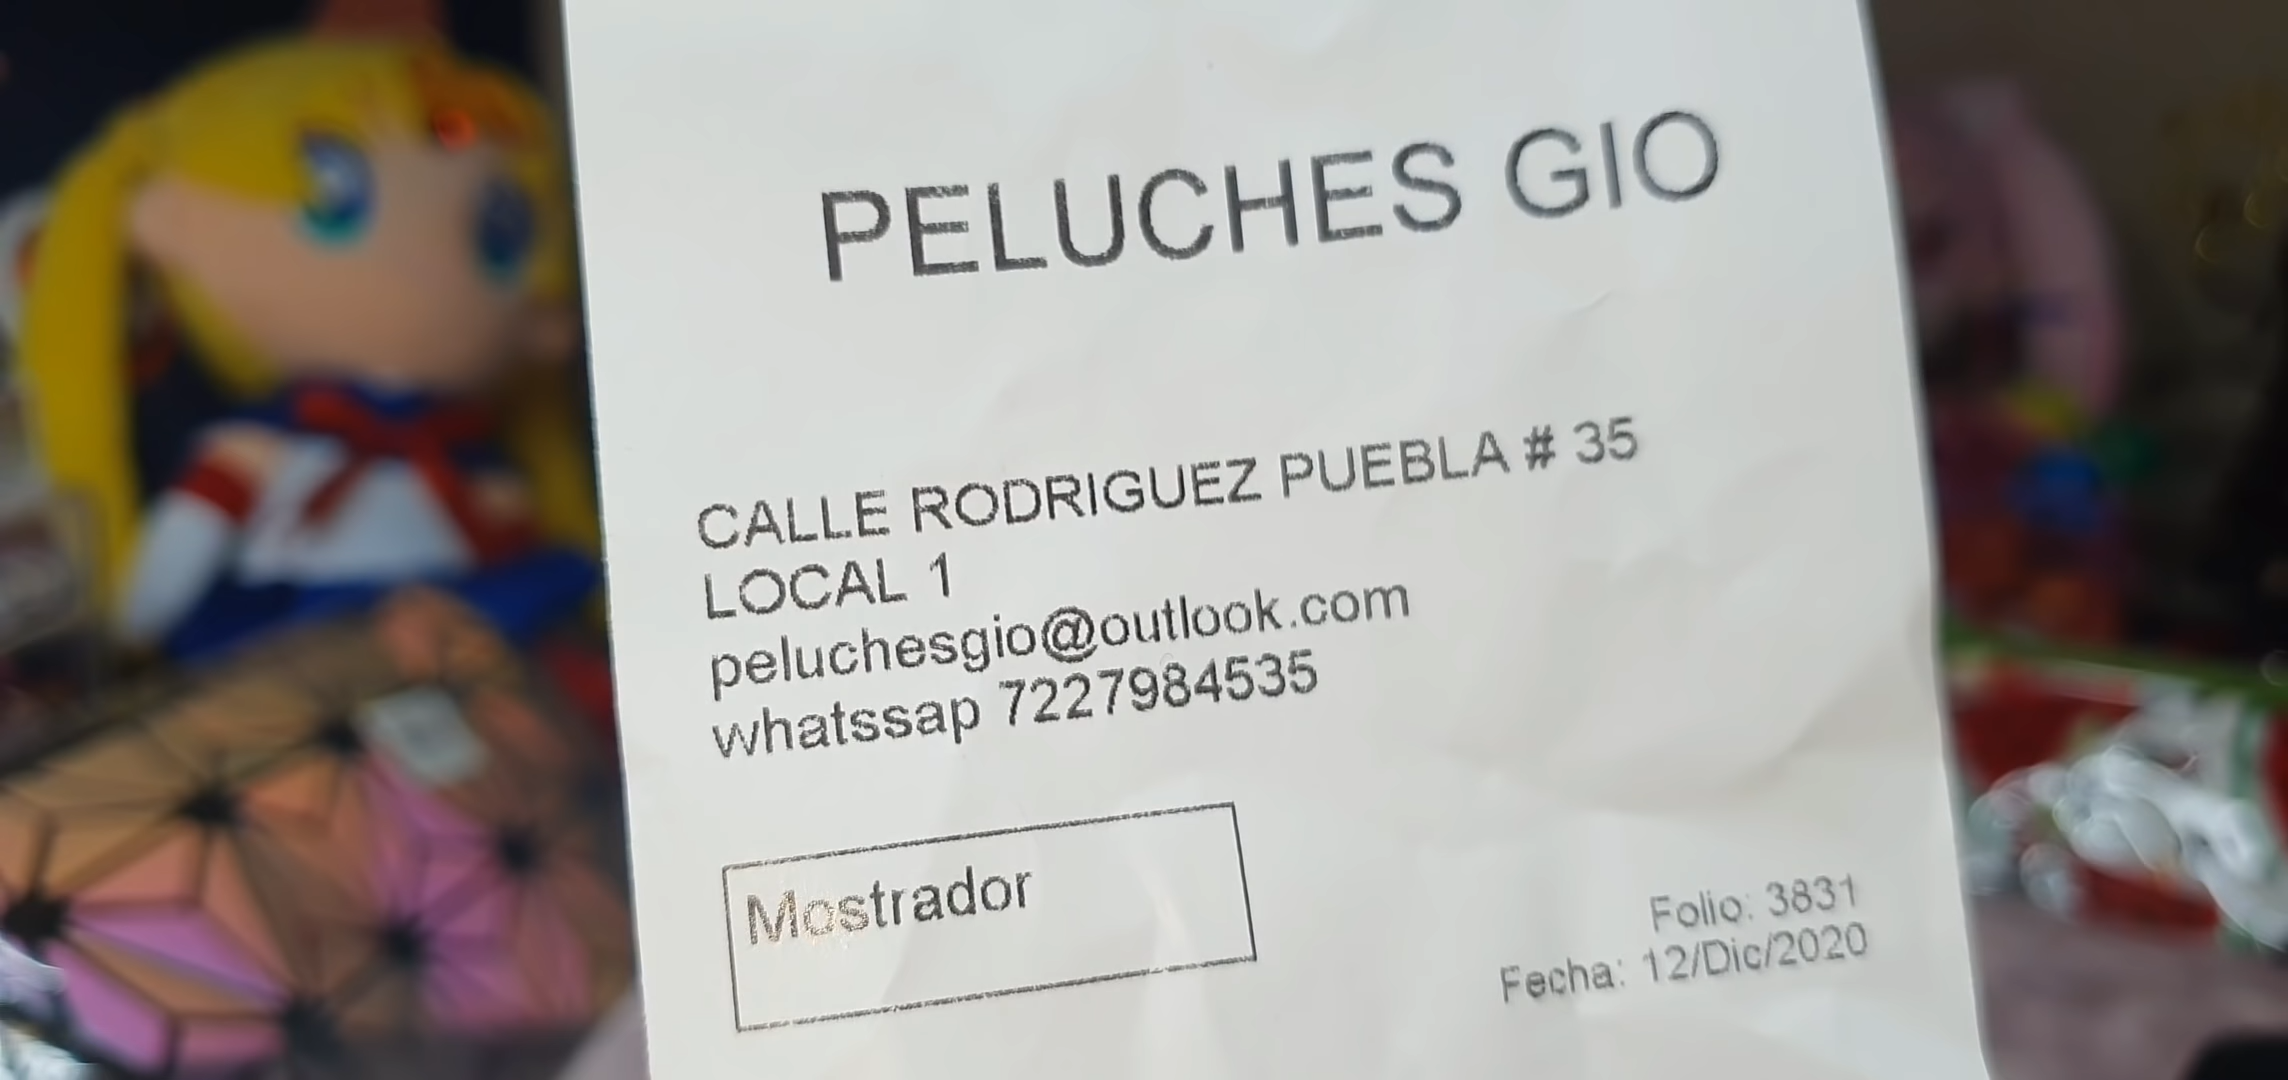 PELUCHES GIO
CALLE RODRIGUEZ PUEBLA # 35
LOCAL 1
peluchesgio@outlook.com
whatssap 7227984535
Mostrador
Folio: 3831
Fecha: 12/Dic/2020